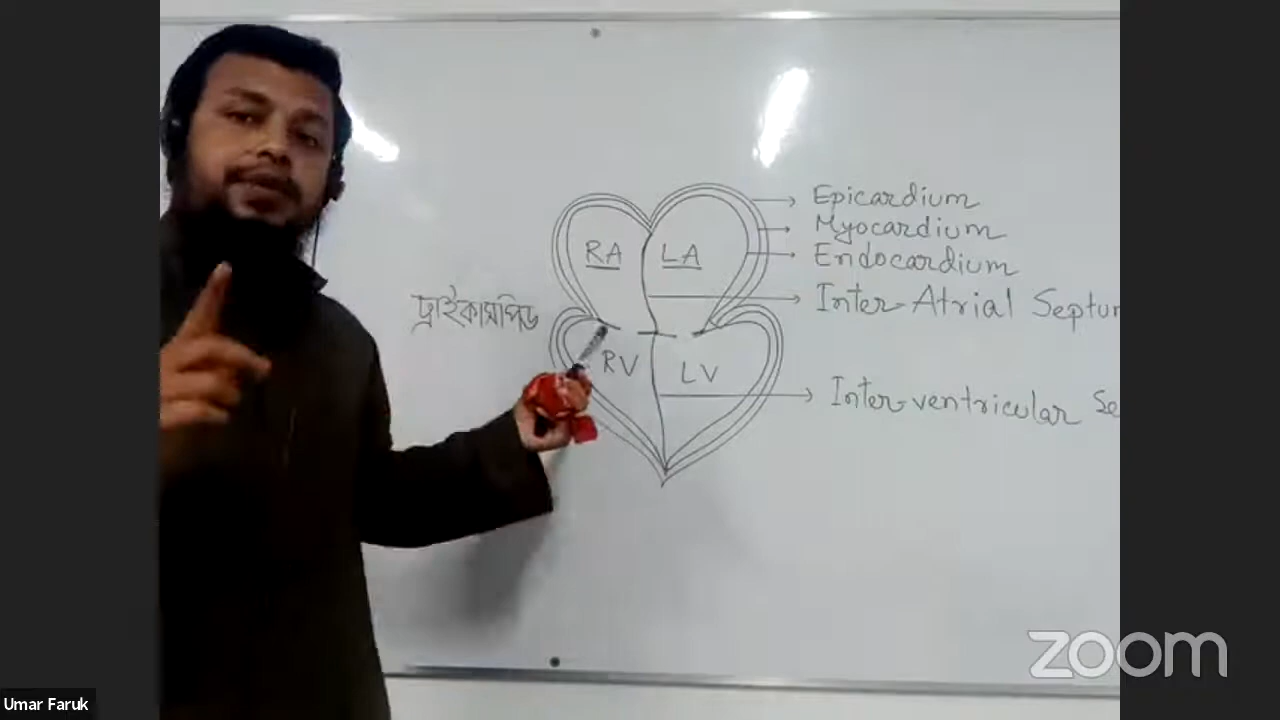 Epicardium
Myocardium
Endocardium
RA LA
Inter-Atrial Septum
ট্রাইকাসপিড
RV LV
Inter-ventricular Se
zoom
Umar Faruk